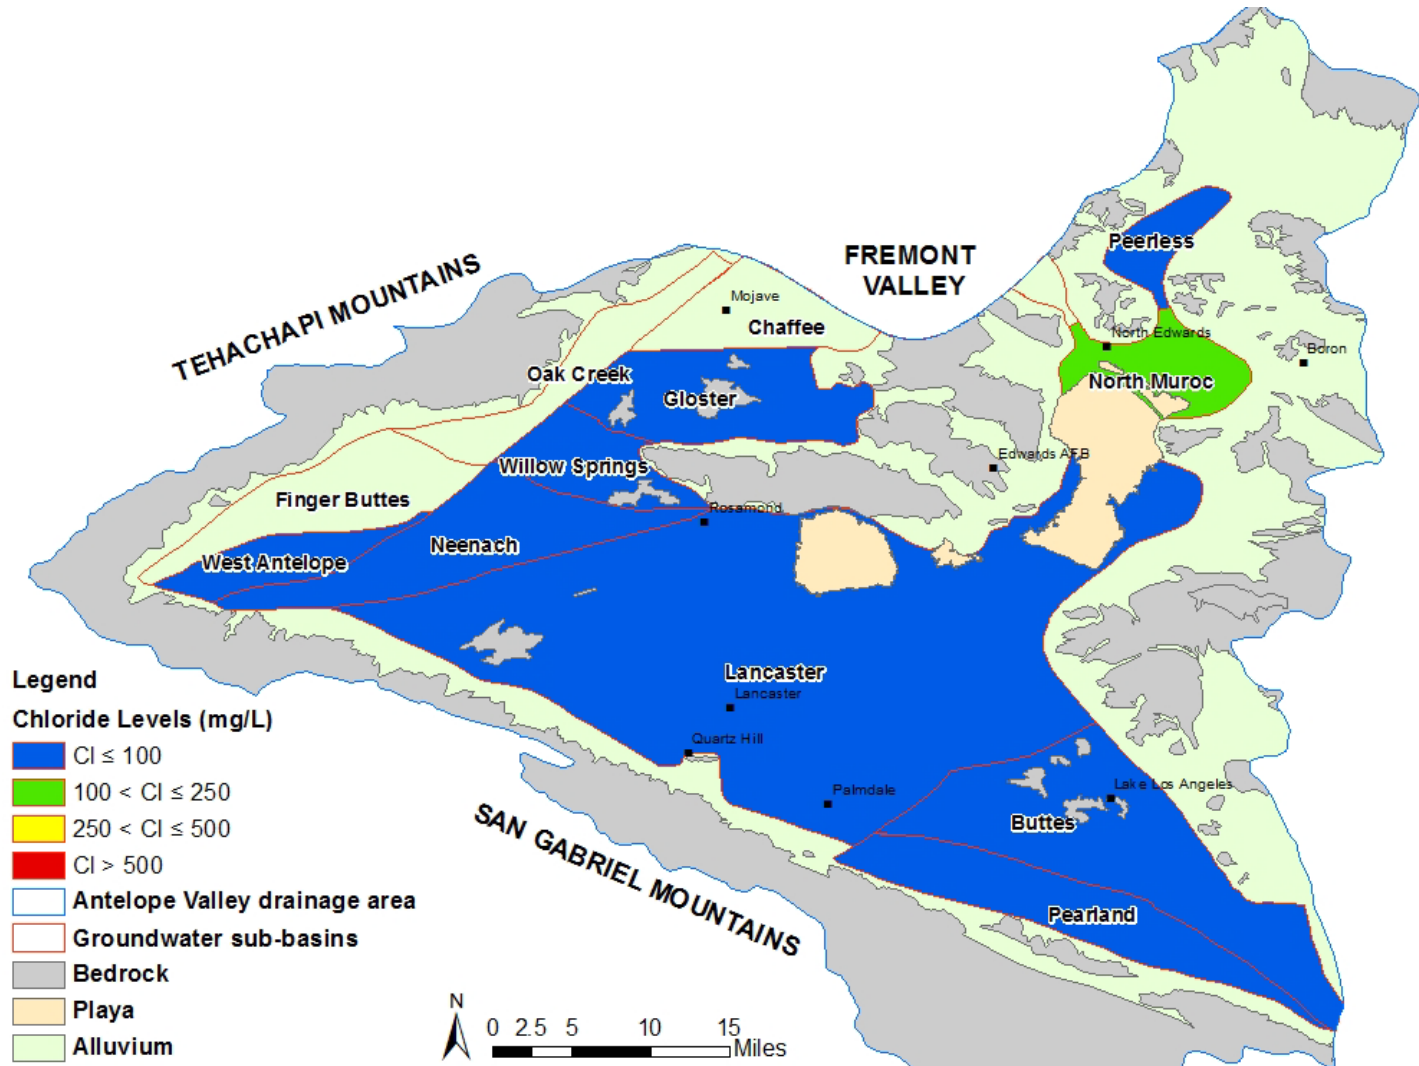 TEHACHAPI MOUNTAINS
FREMONT
VALLEY
Peerless
Mojave
Chaffee
North Edwards
Boron
Oak Creek
North Muroc
Gloster
Edwards AFB
Willow Springs
Finger Buttes
Rosamond
Neenach
West Antelope
Lancaster
Lancaster
Quartz Hill
Palmdale
Lake Los Angeles
Buttes
Pearland
SAN GABRIEL MOUNTAINS
Legend
Chloride Levels (mg/L)
Cl ≤ 100
100 < Cl ≤ 250
250 < Cl ≤ 500
Cl > 500
Antelope Valley drainage area
Groundwater sub-basins
Bedrock
Playa
Alluvium
N
0 2.5 5 10 15
Miles